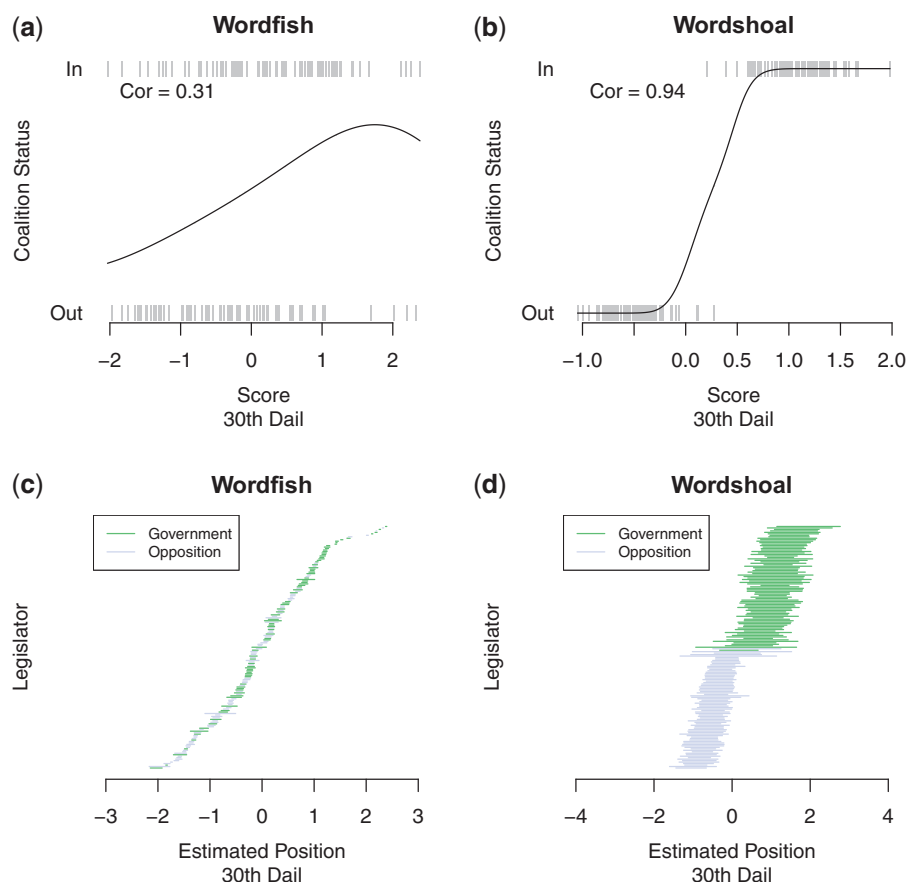 (a)
Wordfish
In
Cor = 0.31
Coalition Status
Out
−2 −1 0 1 2
Score
30th Dail
(b)
Wordshoal
In
Cor = 0.94
Coalition Status
Out
−1.0 0.0 0.5 1.0 1.5 2.0
Score
30th Dail
(c)
Wordfish
Government
Opposition
Legislator
−3 −2 −1 0 1 2 3
Estimated Position
30th Dail
(d)
Wordshoal
Government
Opposition
Legislator
−4 −2 0 2 4
Estimated Position
30th Dail